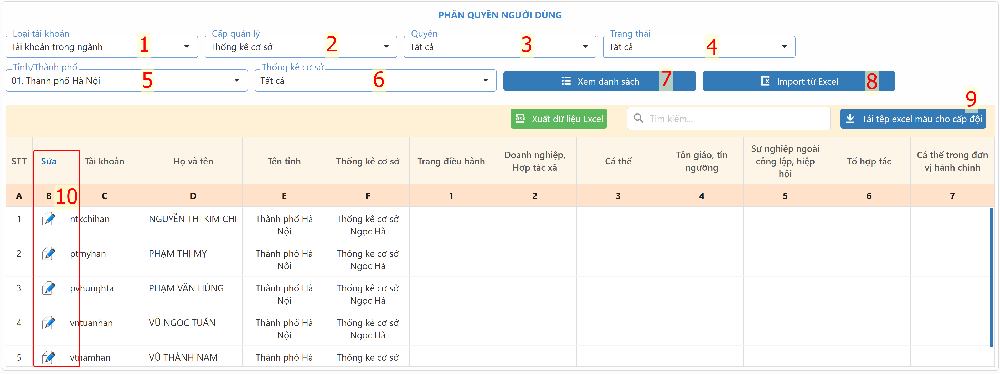 PHÂN QUYỀN NGƯỜI DÙNG
Loại tài khoản
Tài khoản trong ngành
1
Cấp quản lý
Thống kê cơ sở
2
Quyền
Tất cả
3
Trạng thái
Tất cả
4
Tỉnh/Thành phố
01. Thành phố Hà Nội
5
Thống kê cơ sở
Tất cả
6
Xem danh sách
7
Import từ Excel
8
9
xlsx
Xuất dữ liệu Excel
Tìm kiếm...
Tải tệp excel mẫu cho cấp đội
STT
Sửa
Tài khoản
Họ và tên
Tên tỉnh
Thống kê cơ sở
Trang điều hành
Doanh nghiệp,
Hợp tác xã
Cá thể
Tôn giáo, tín
ngưỡng
Sự nghiệp ngoài
công lập, hiệp
hội
Tổ hợp tác
Cá thể trong đơn
vị hành chính
A B 10 C D E F 1 2 3 4 5 6 7
1 ntkchihan NGUYỄN THỊ KIM CHI Thành phố Hà Thống kê cơ sở
Nội Ngọc Hà
2 ptmyhan PHẠM THỊ MỴ Thành phố Hà Thống kê cơ sở
Nội Ngọc Hà
3 pvhunghta PHẠM VĂN HÙNG Thành phố Hà Thống kê cơ sở
Nội Ngọc Hà
4 vntuanhan VŨ NGỌC TUẤN Thành phố Hà Thống kê cơ sở
Nội Ngọc Hà
5 vtnamhan VŨ THÀNH NAM Thành phố Hà Thống kê cơ sở